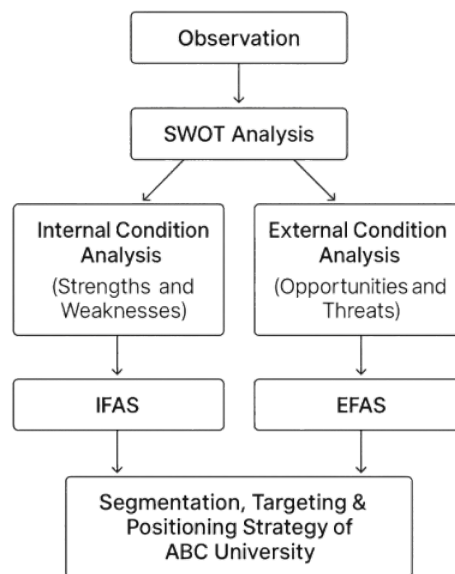 Observation
SWOT Analysis
Internal Condition
Analysis
(Strengths and
Weaknesses)
External Condition
Analysis
(Opportunities and
Threats)
IFAS
EFAS
Segmentation, Targeting &
Positioning Strategy of
ABC University